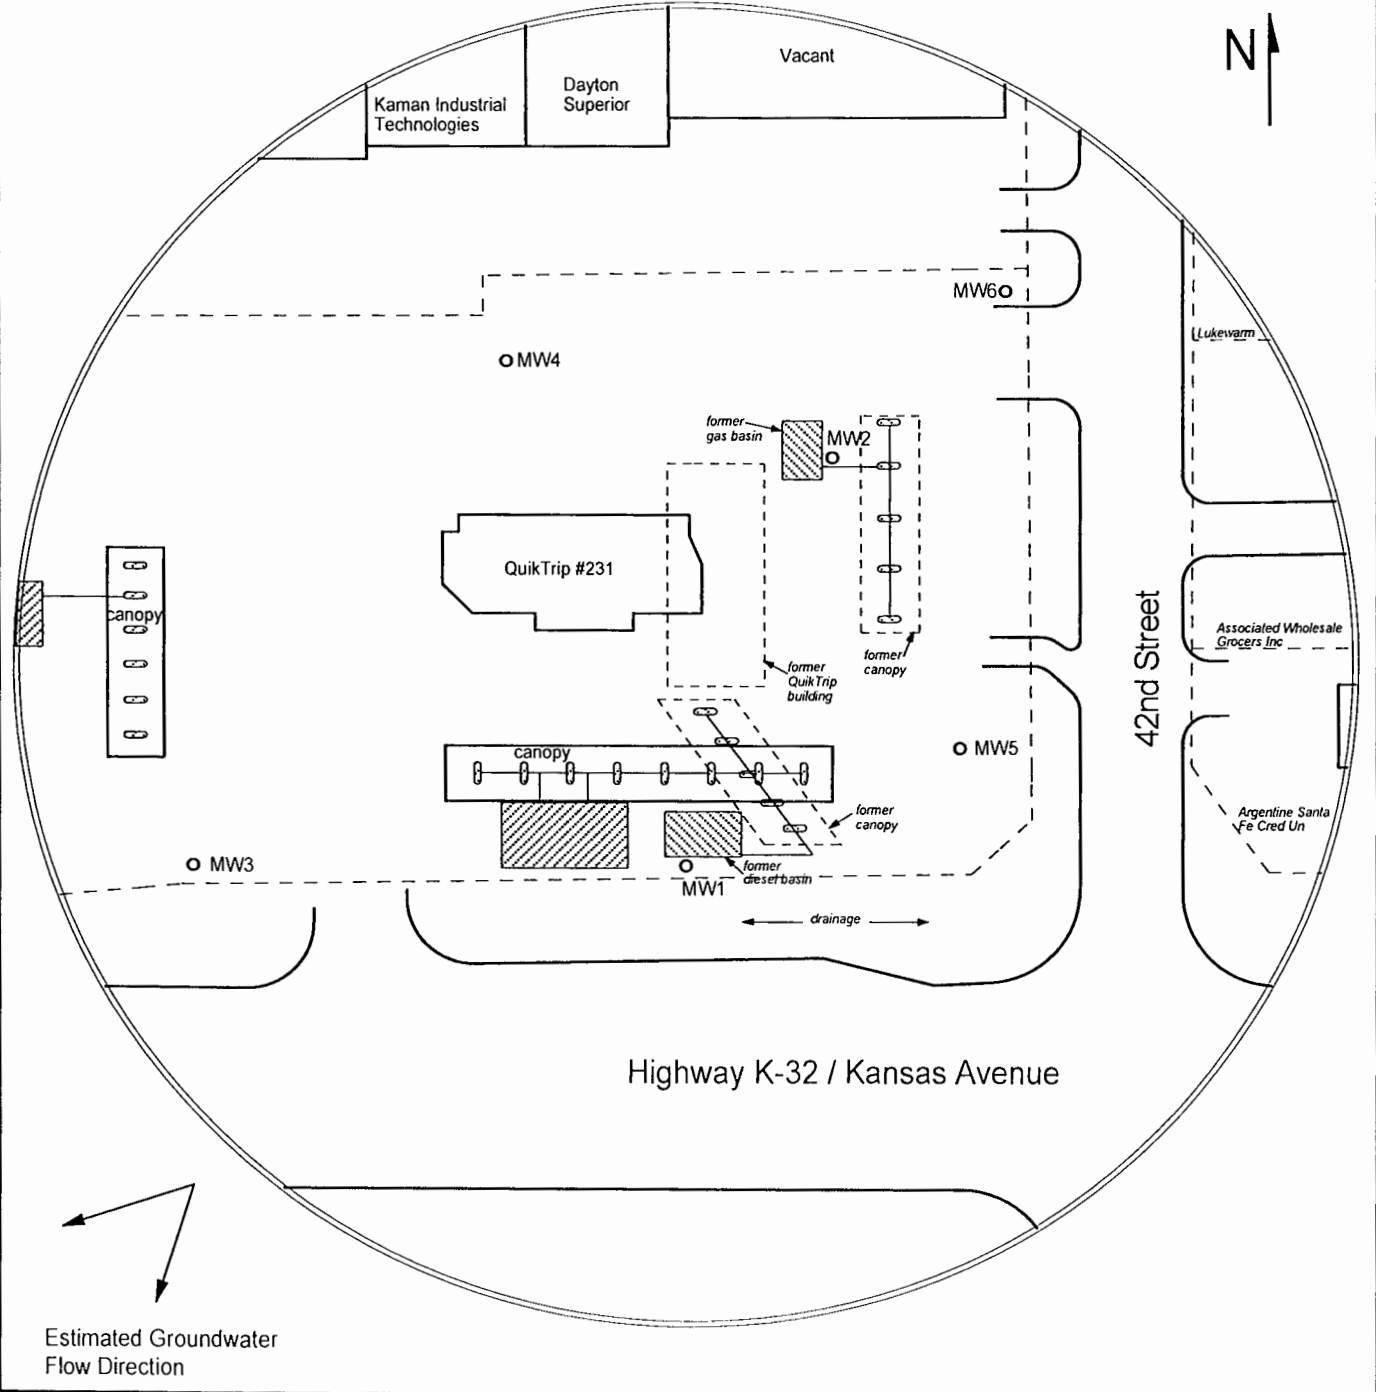 Vacant
N
Dayton
Superior
Kaman Industrial
Technologies
MW6
Lukewarm
MW4
former
gas basin
MW2
QuikTrip #231
canopy
former
canopy
former
QuikTrip
building
Associated Wholesale
Grocers Inc
42nd Street
MW5
canopy
former
canopy
Argentine Santa
Fe Cred Un
MW3
former
diesel basin
MW1
drainage
Highway K-32 / Kansas Avenue
Estimated Groundwater
Flow Direction